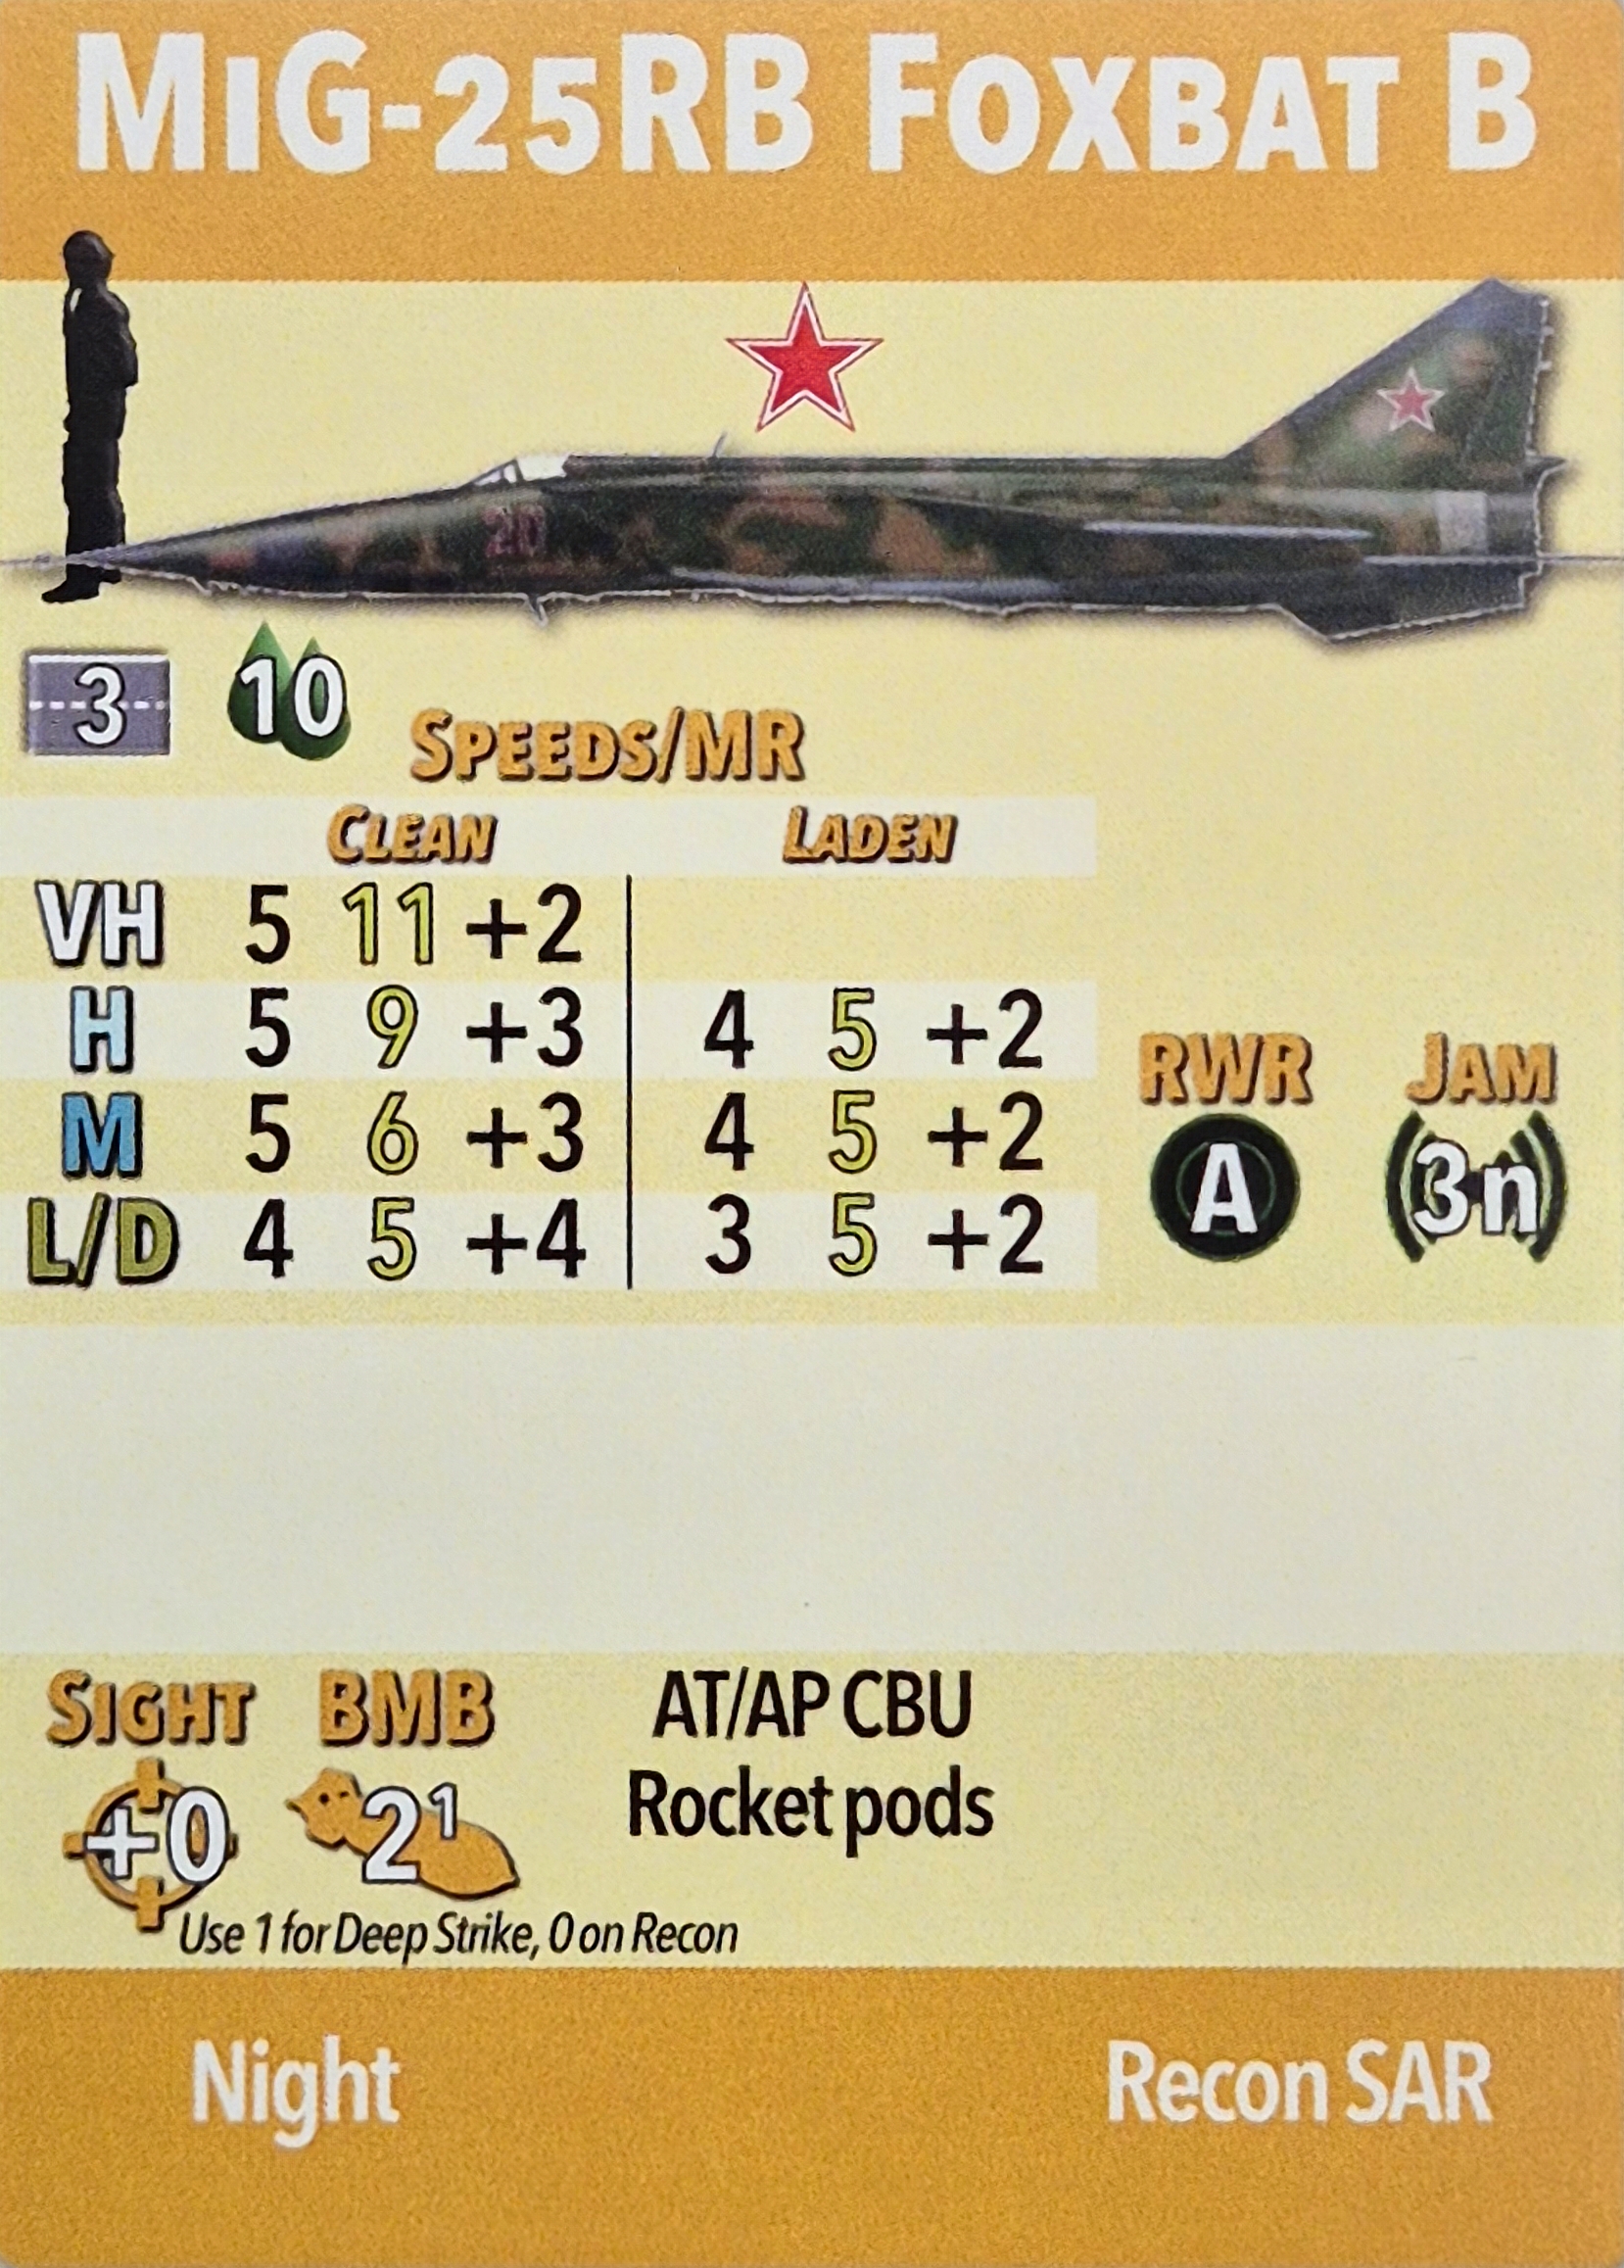 MiG-25RB Foxbat B
20
3 10
Speeds/MR
Clean Laden
VH 5 11 +2
H 5 9 +3 4 5 +2
M 5 6 +3 4 5 +2
L/D 4 5 +4 3 5 +2
RWR Jam
A 3n
Sight BMB
+0 2¹
AT/AP CBU
Rocket pods
Use 1 for Deep Strike, 0 on Recon
Night Recon SAR